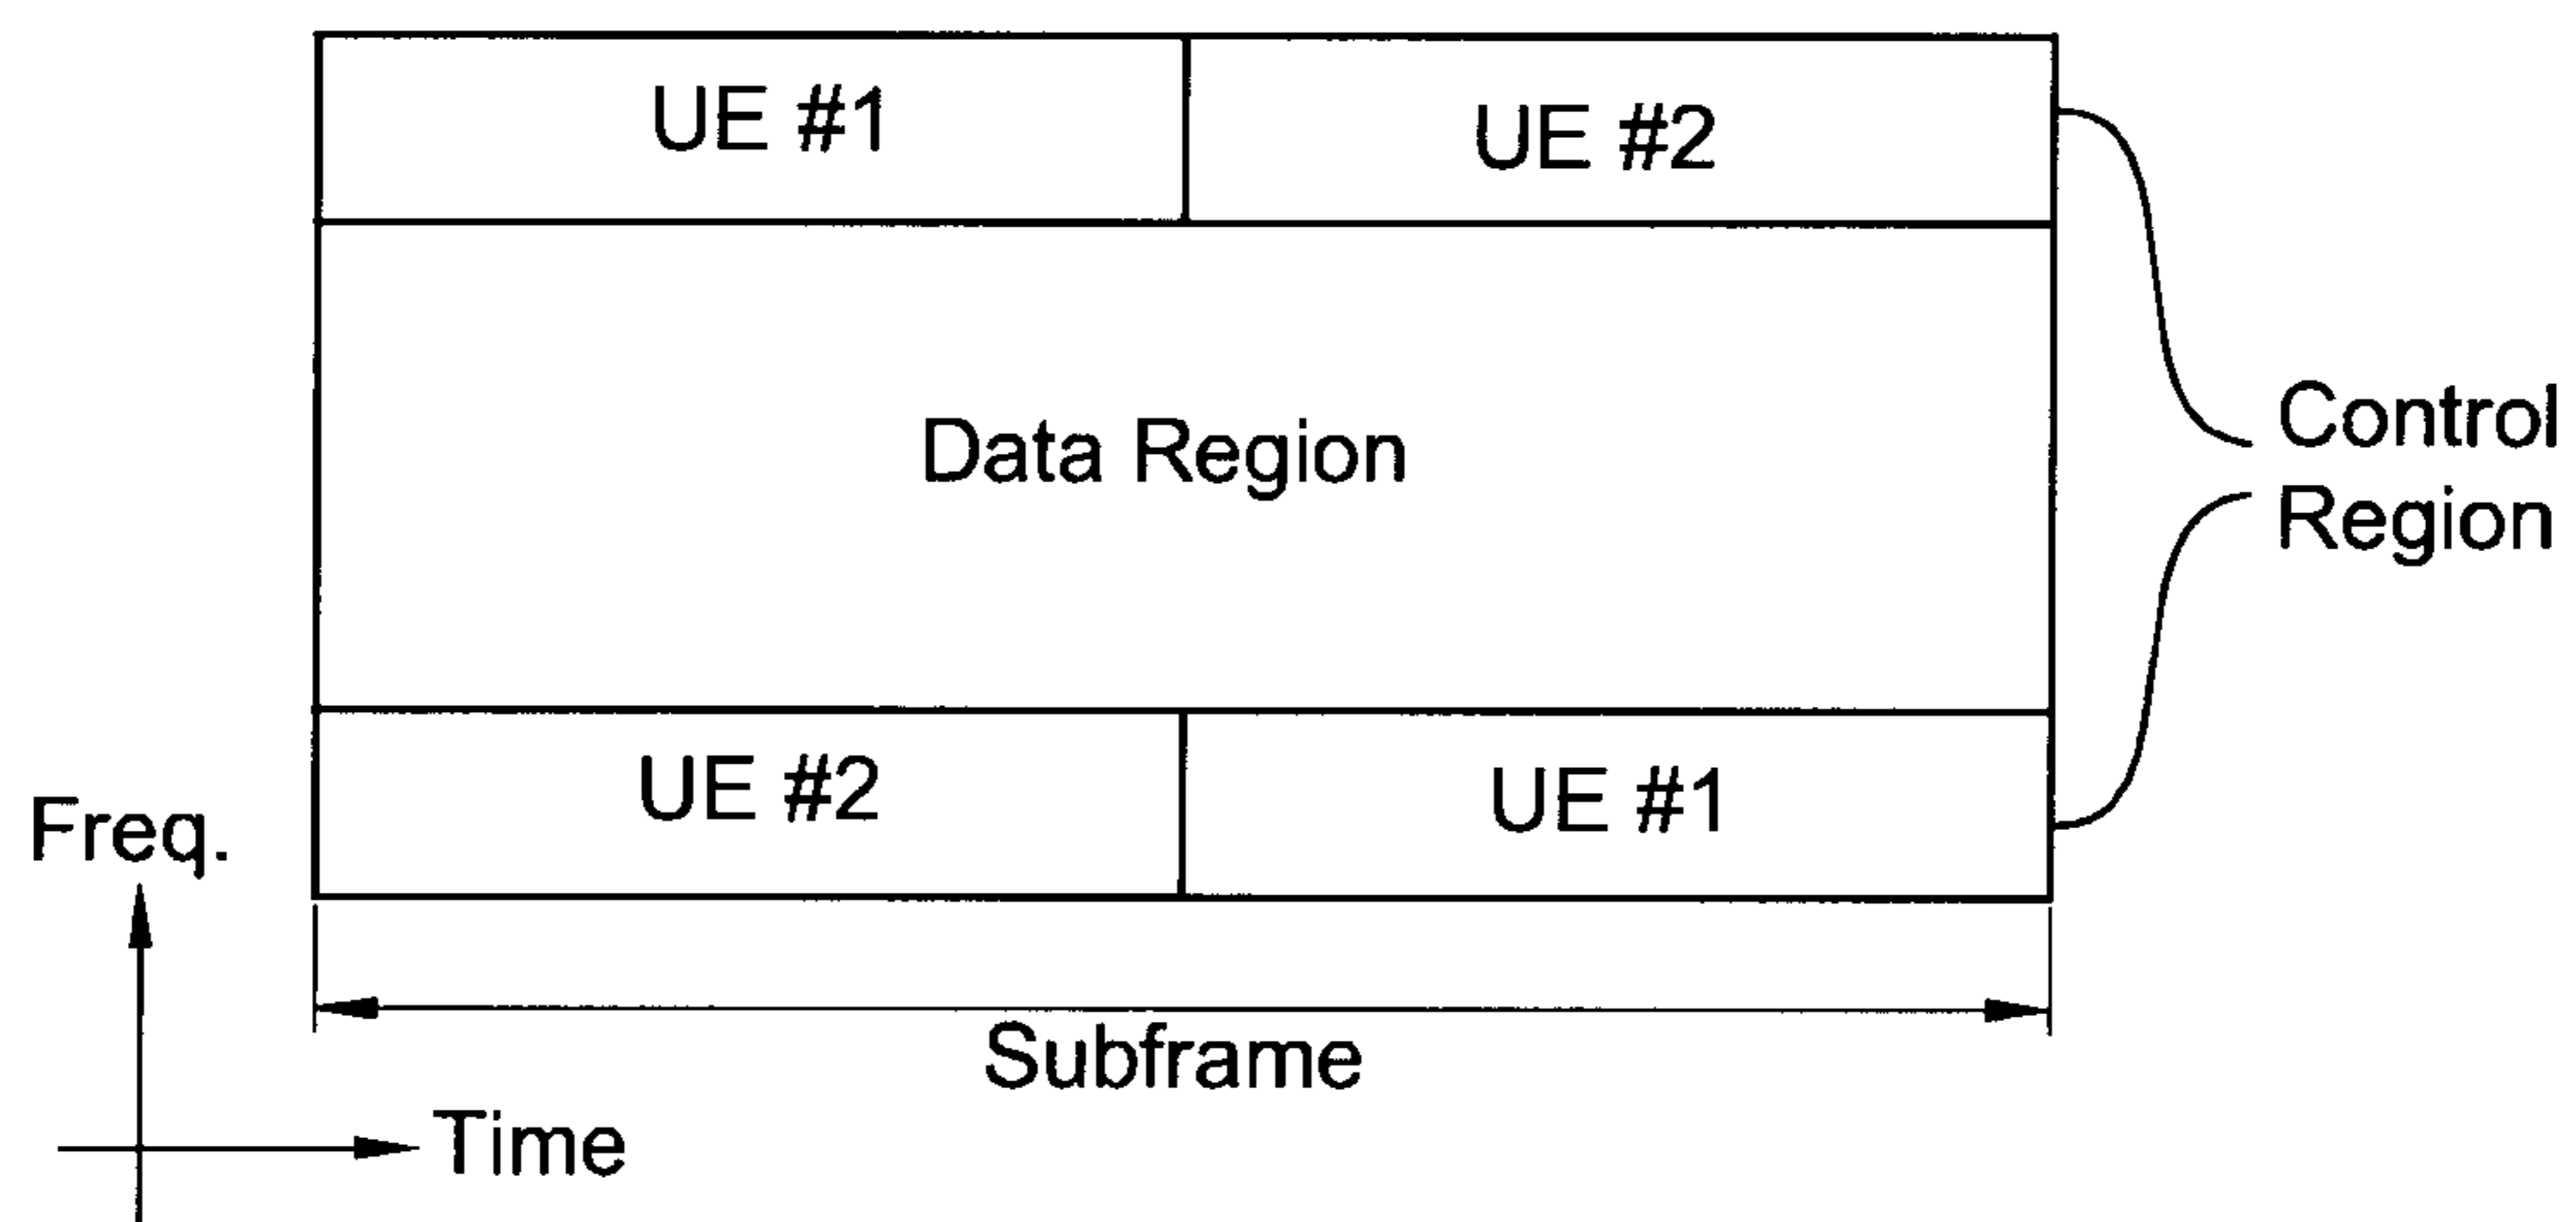 UE #1
UE #2
Data Region
Control
Region
UE #2
UE #1
Freq.
Subframe
Time